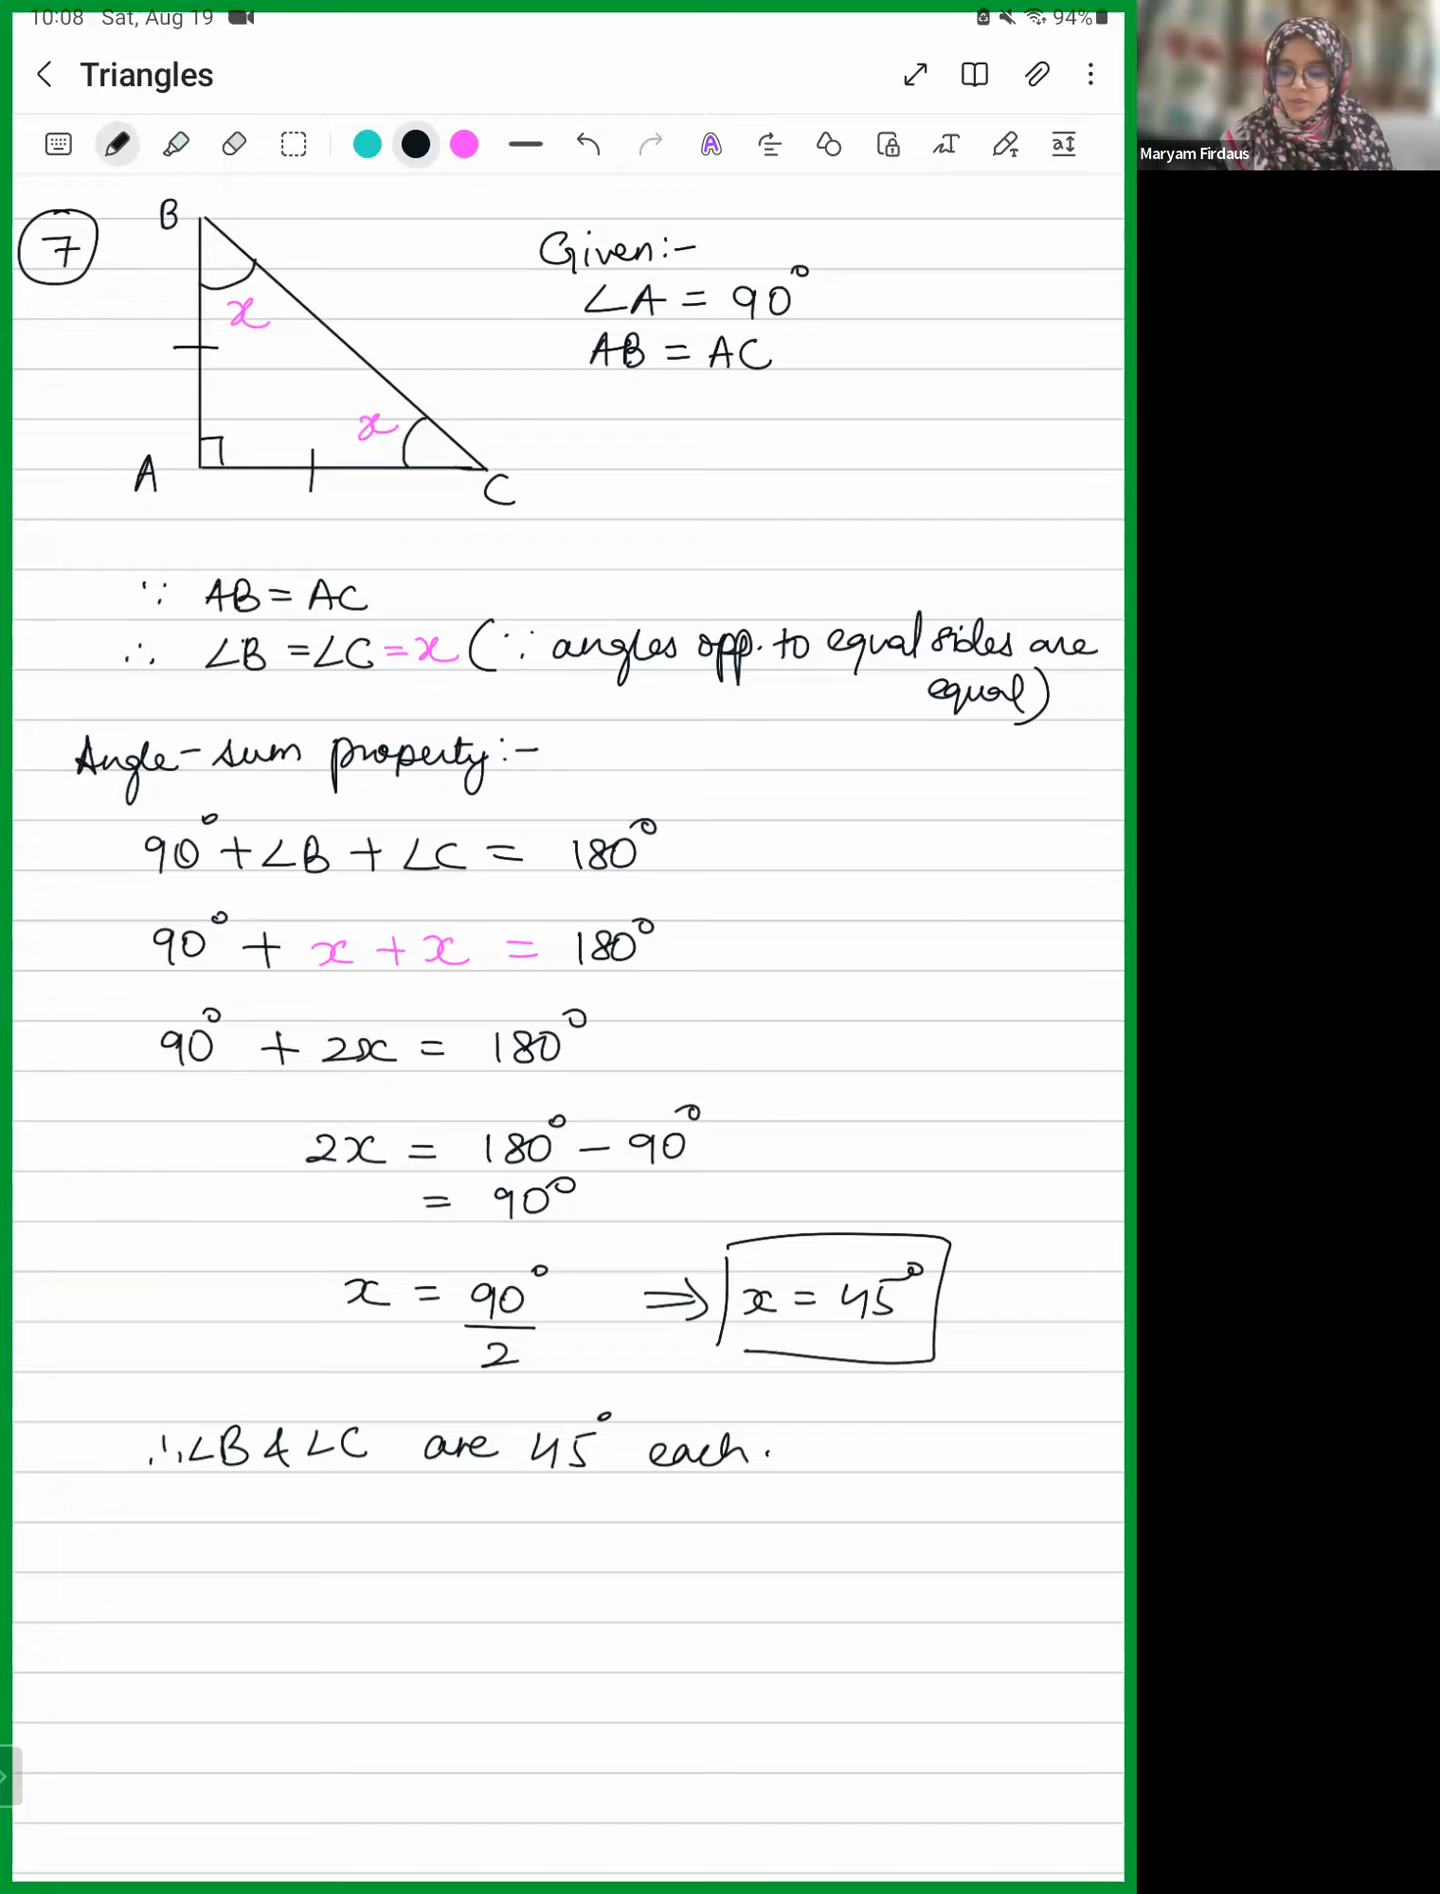 10:08 Sat, Aug 19
94%
Triangles
Maryam Firdaus
7
B
x
x
A
C
Given:-
∠A = 90°
AB = AC
∵ AB = AC
∴ ∠B = ∠C = x (∵ angles opp. to equal sides are
equal)
Angle-sum property:-
90° + ∠B + ∠C = 180°
90° + x + x = 180°
90° + 2x = 180°
2x = 180° - 90°
= 90°
x = 90°/2 ⇒ x = 45°
∴ ∠B & ∠C are 45° each.